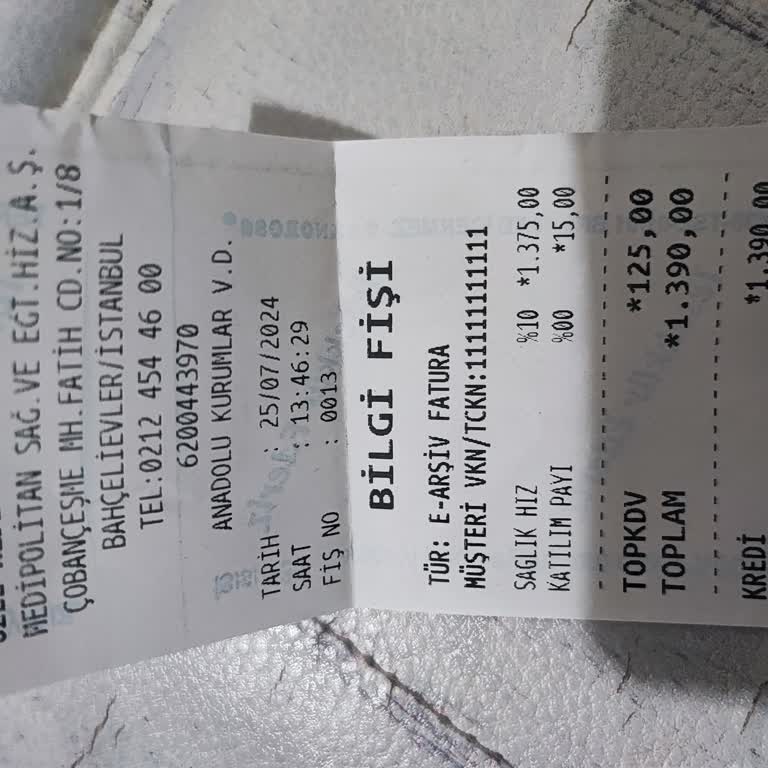 MEDİPOLİTAN SAĞ.VE EGT.HİZ.A.Ş.
ÇOBANÇEŞME MH.FATİH CD.NO:1/8
BAHÇELİEVLER/İSTANBUL
TEL:0212 454 46 00
6200443970
ANADOLU KURUMLAR V.D.
TARİH : 25/07/2024
SAAT : 13:46:29
FİŞ NO : 0013
BİLGİ FİŞİ
TÜR: E-ARŞİV FATURA
MÜŞTERİ VKN/TCKN:11111111111
SAGLIK HIZ %10 *1.375,00
KATILIM PAYI %00 *15,00
TOPKDV *125,00
TOPLAM *1.390,00
KREDİ *1.390,00